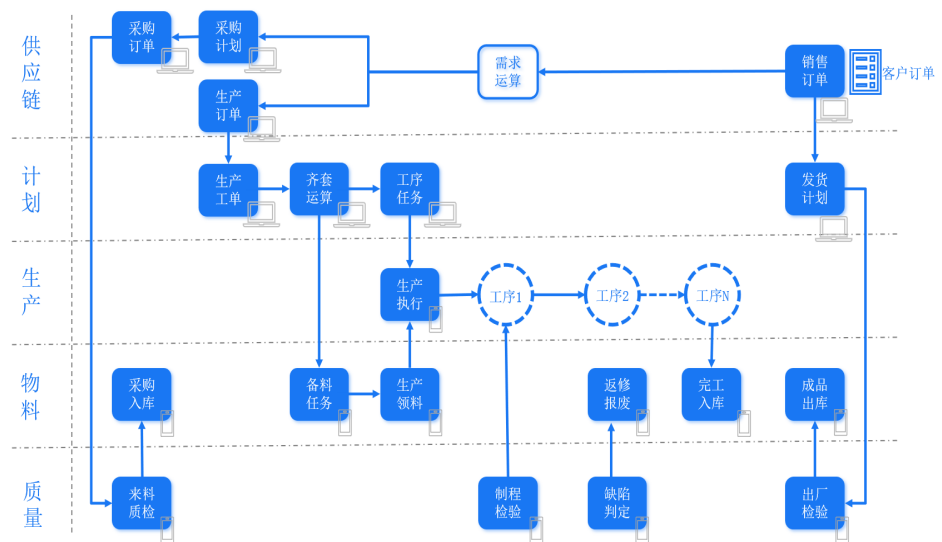 供
应
链
采购
订单
采购
计划
需求
运算
销售
订单
客户订单
生产
订单
计
划
生产
工单
齐套
运算
工序
任务
发货
计划
生
产
生产
执行
工序1
工序2
工序N
物
料
采购
入库
备料
任务
生产
领料
返修
报废
完工
入库
成品
出库
质
量
来料
质检
制程
检验
缺陷
判定
出厂
检验